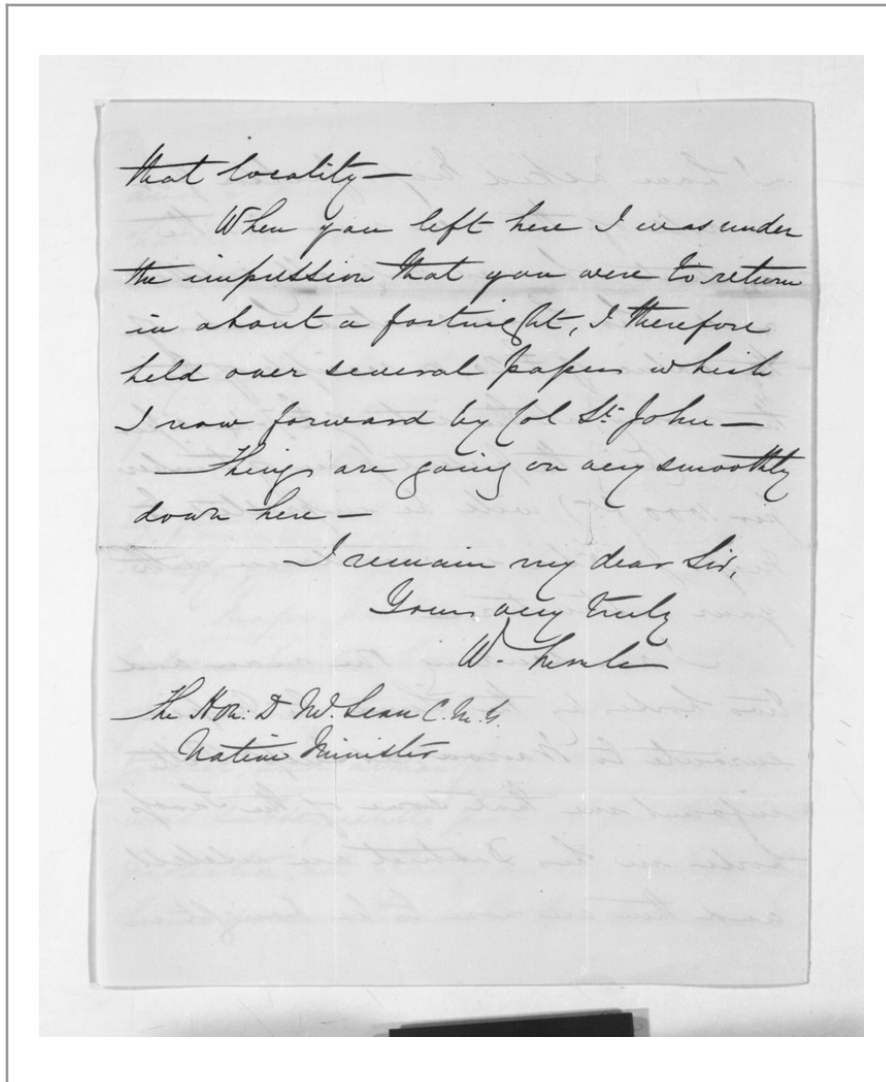 that locality —
When you left here I was under
the impression that you were to return
in about a fortnight, I therefore
held over several papers which
I now forward by Col St. John —
Things are going on very smoothly
down here —
I remain my dear Sir,
Yours very truly
W.
The Hon: D McLean C.M.G.
Native Minister